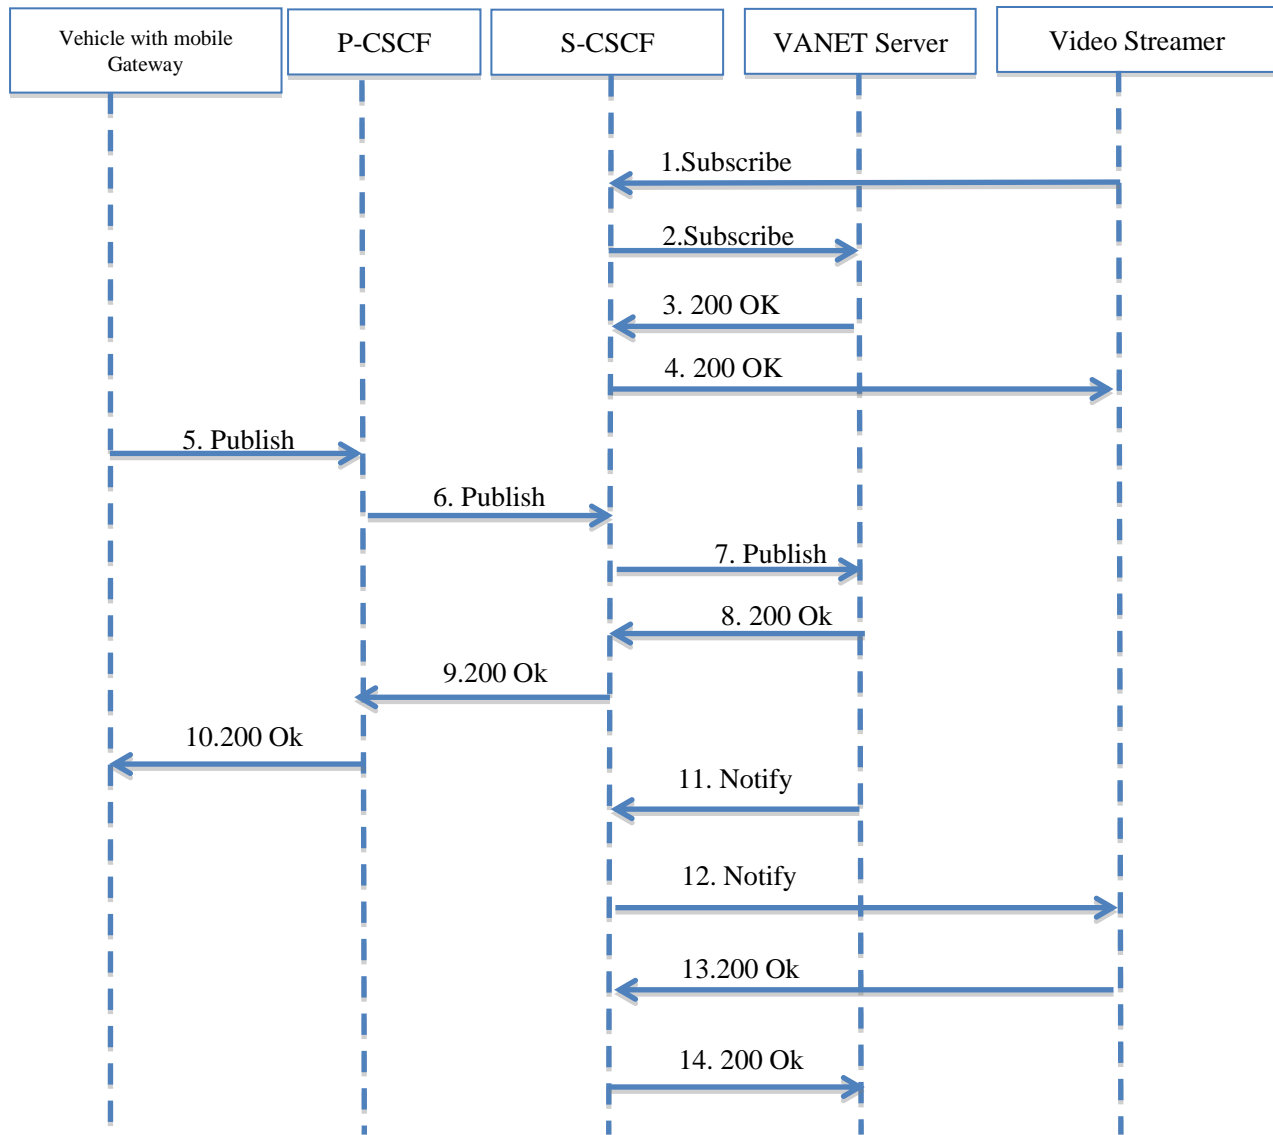 Vehicle with mobile
Gateway
P-CSCF
S-CSCF
VANET Server
Video Streamer
1.Subscribe
2.Subscribe
3. 200 OK
4. 200 OK
5. Publish
6. Publish
7. Publish
8. 200 Ok
9.200 Ok
10.200 Ok
11. Notify
12. Notify
13.200 Ok
14. 200 Ok